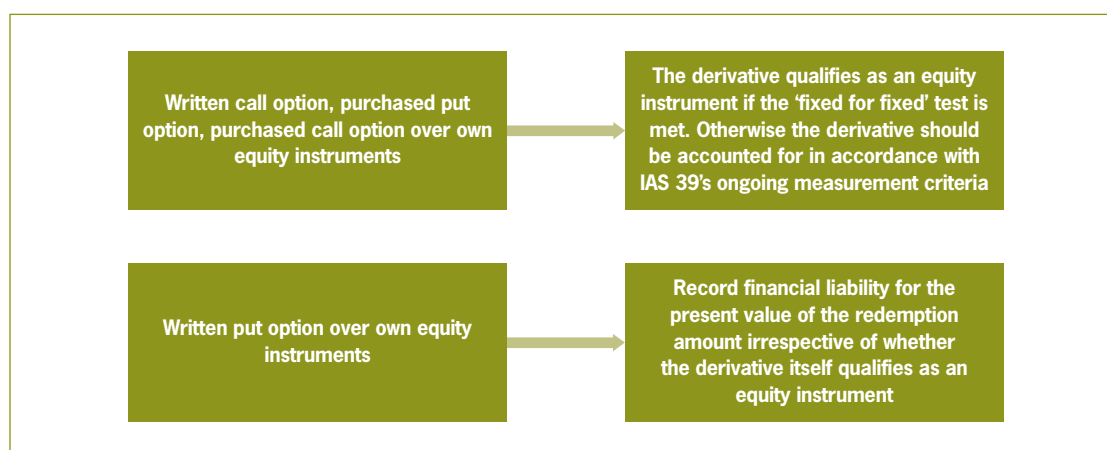 Written call option, purchased put
option, purchased call option over own
equity instruments
The derivative qualifies as an equity
instrument if the ‘fixed for fixed’ test is
met. Otherwise the derivative should
be accounted for in accordance with
IAS 39’s ongoing measurement criteria
Written put option over own equity
instruments
Record financial liability for the
present value of the redemption
amount irrespective of whether
the derivative itself qualifies as an
equity instrument